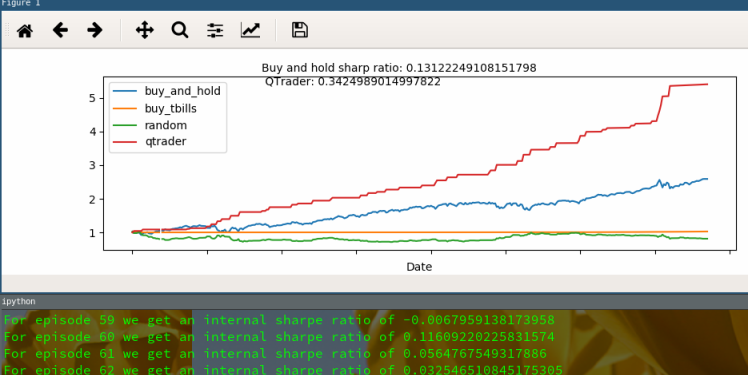 Figure 1
Buy and hold sharp ratio: 0.13122249108151798
QTrader: 0.3424989014997822
buy_and_hold
buy_tbills
random
qtrader
5
4
3
2
1
Date
ipython
For episode 59 we get an internal sharpe ratio of -0.0067959138173958
For episode 60 we get an internal sharpe ratio of 0.11609220225831574
For episode 61 we get an internal sharpe ratio of 0.0564767549317886
For episode 62 we get an internal sharpe ratio of 0.032546510845175305